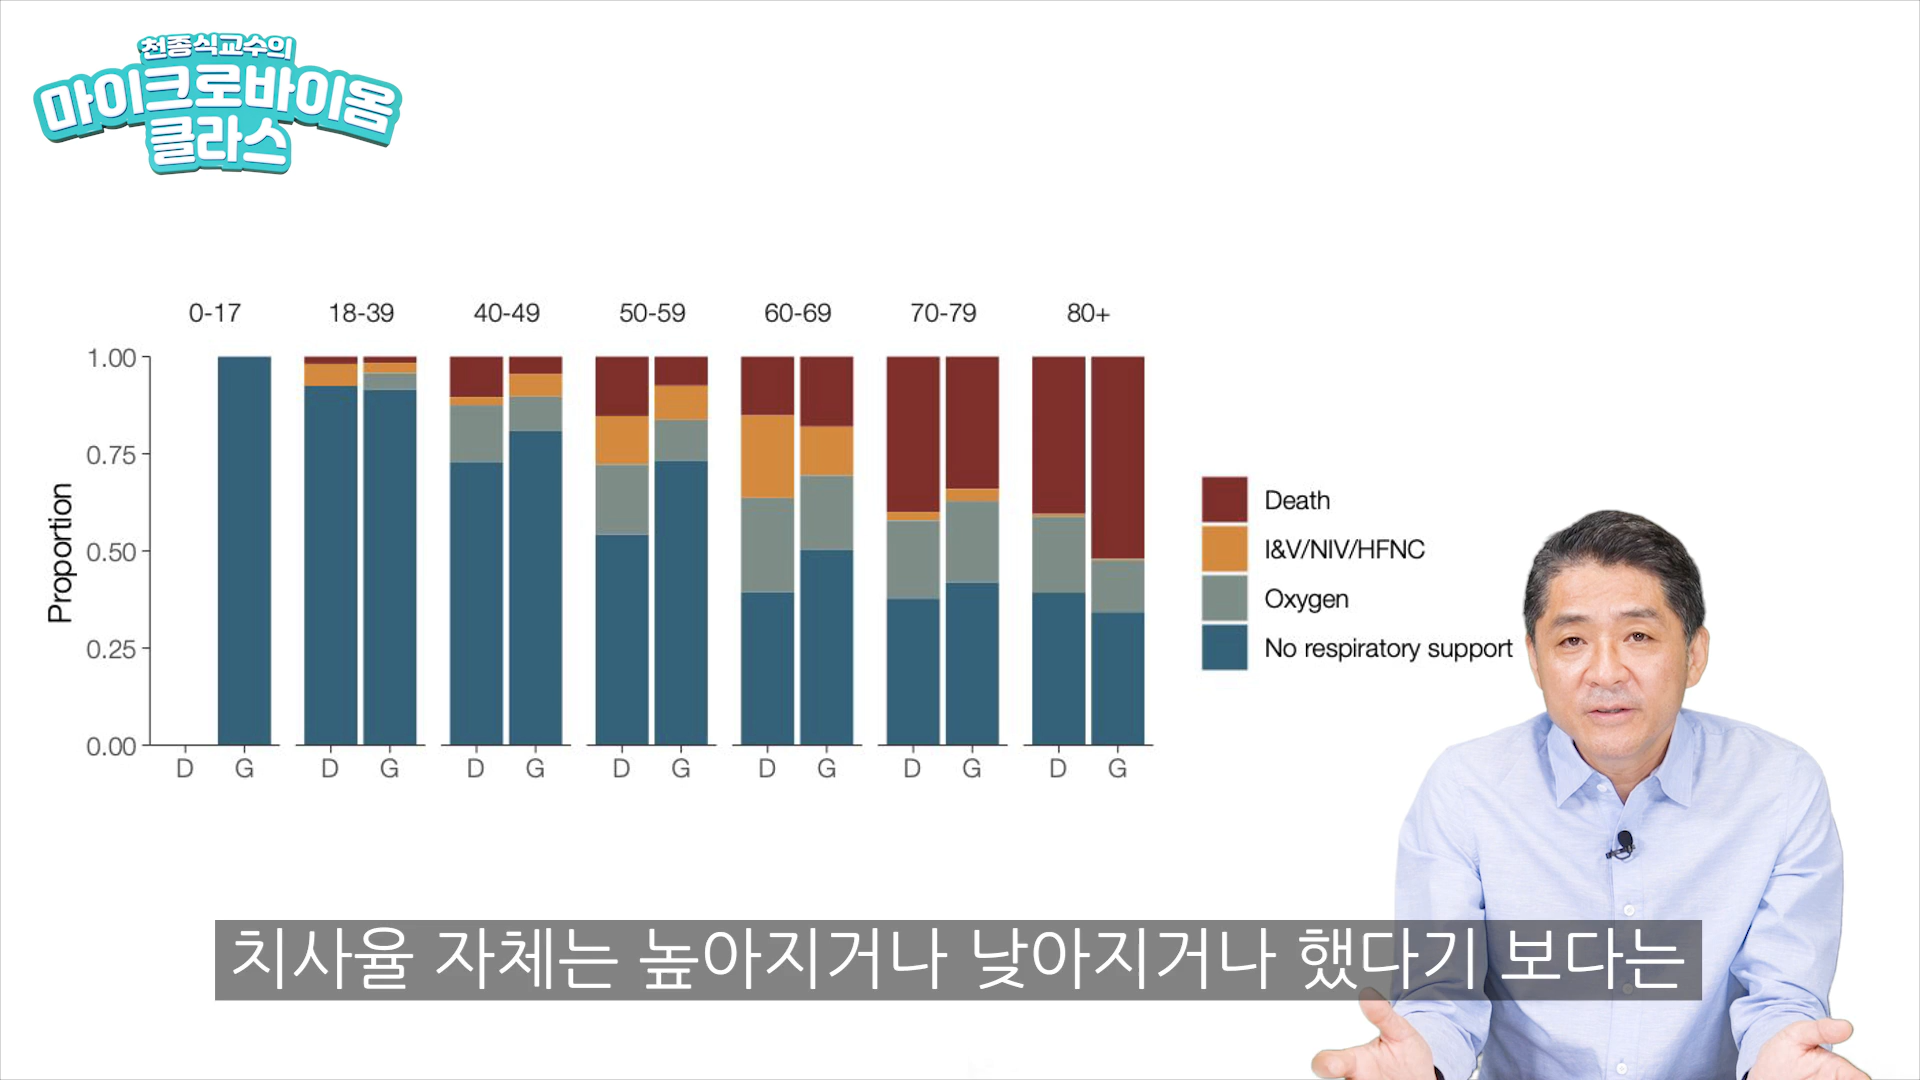 천종식교수의
마이크로바이옴
클라스
0-17 18-39 40-49 50-59 60-69 70-79 80+
1.00
0.75
0.50
0.25
0.00
Proportion
D G D G D G D G D G D G D G
Death
I&V/NIV/HFNC
Oxygen
No respiratory support
치사율 자체는 높아지거나 낮아지거나 했다기 보다는